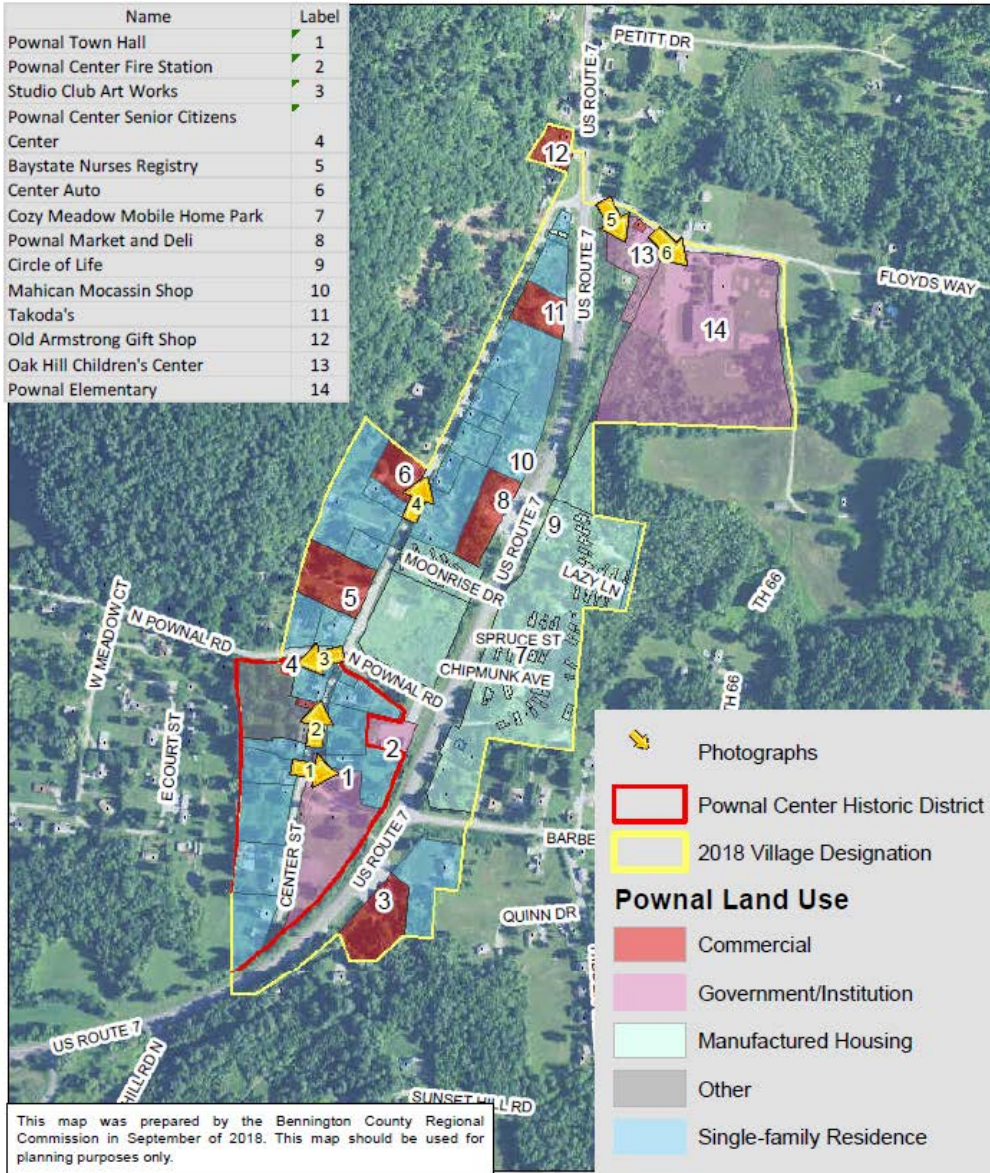 Name Label
Pownal Town Hall 1
Pownal Center Fire Station 2
Studio Club Art Works 3
Pownal Center Senior Citizens
Center 4
Baystate Nurses Registry 5
Center Auto 6
Cozy Meadow Mobile Home Park 7
Pownal Market and Deli 8
Circle of Life 9
Mahican Mocassin Shop 10
Takoda's 11
Old Armstrong Gift Shop 12
Oak Hill Children's Center 13
Pownal Elementary 14
PETITT DR
US ROUTE 7
12
5
13
6
US ROUTE 7
FLOYDS WAY
11
14
10
6
4
8
US ROUTE 7
9
MOONRISE DR
LAZY LN
TH 66
5
W MEADOW CT
N POWNAL RD
SPRUCE ST
7
4
3
N POWNAL RD
CHIPMUNK AVE
TH 66
E COURT ST
2
2
1
1
US ROUTE 7
BARBE
CENTER ST
3
QUINN DR
US ROUTE 7
HILL RD N
SUNSET HILL RD
Photographs
Pownal Center Historic District
2018 Village Designation
Pownal Land Use
Commercial
Government/Institution
Manufactured Housing
Other
Single-family Residence
This map was prepared by the Bennington County Regional
Commission in September of 2018. This map should be used for
planning purposes only.